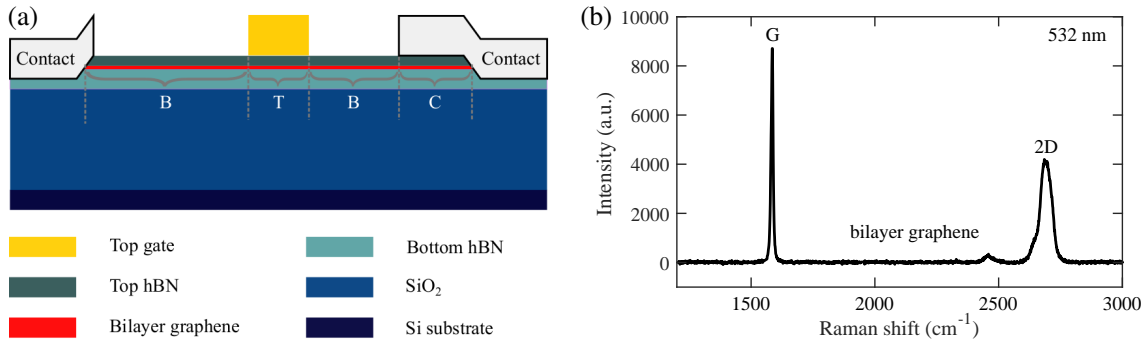 (a)
Contact
Contact
B
T
B
C
Top gate
Bottom hBN
Top hBN
SiO₂
Bilayer graphene
Si substrate
(b)
10000
8000
6000
4000
2000
0
Intensity (a.u.)
G
532 nm
2D
bilayer graphene
1500
2000
2500
3000
Raman shift (cm⁻¹)